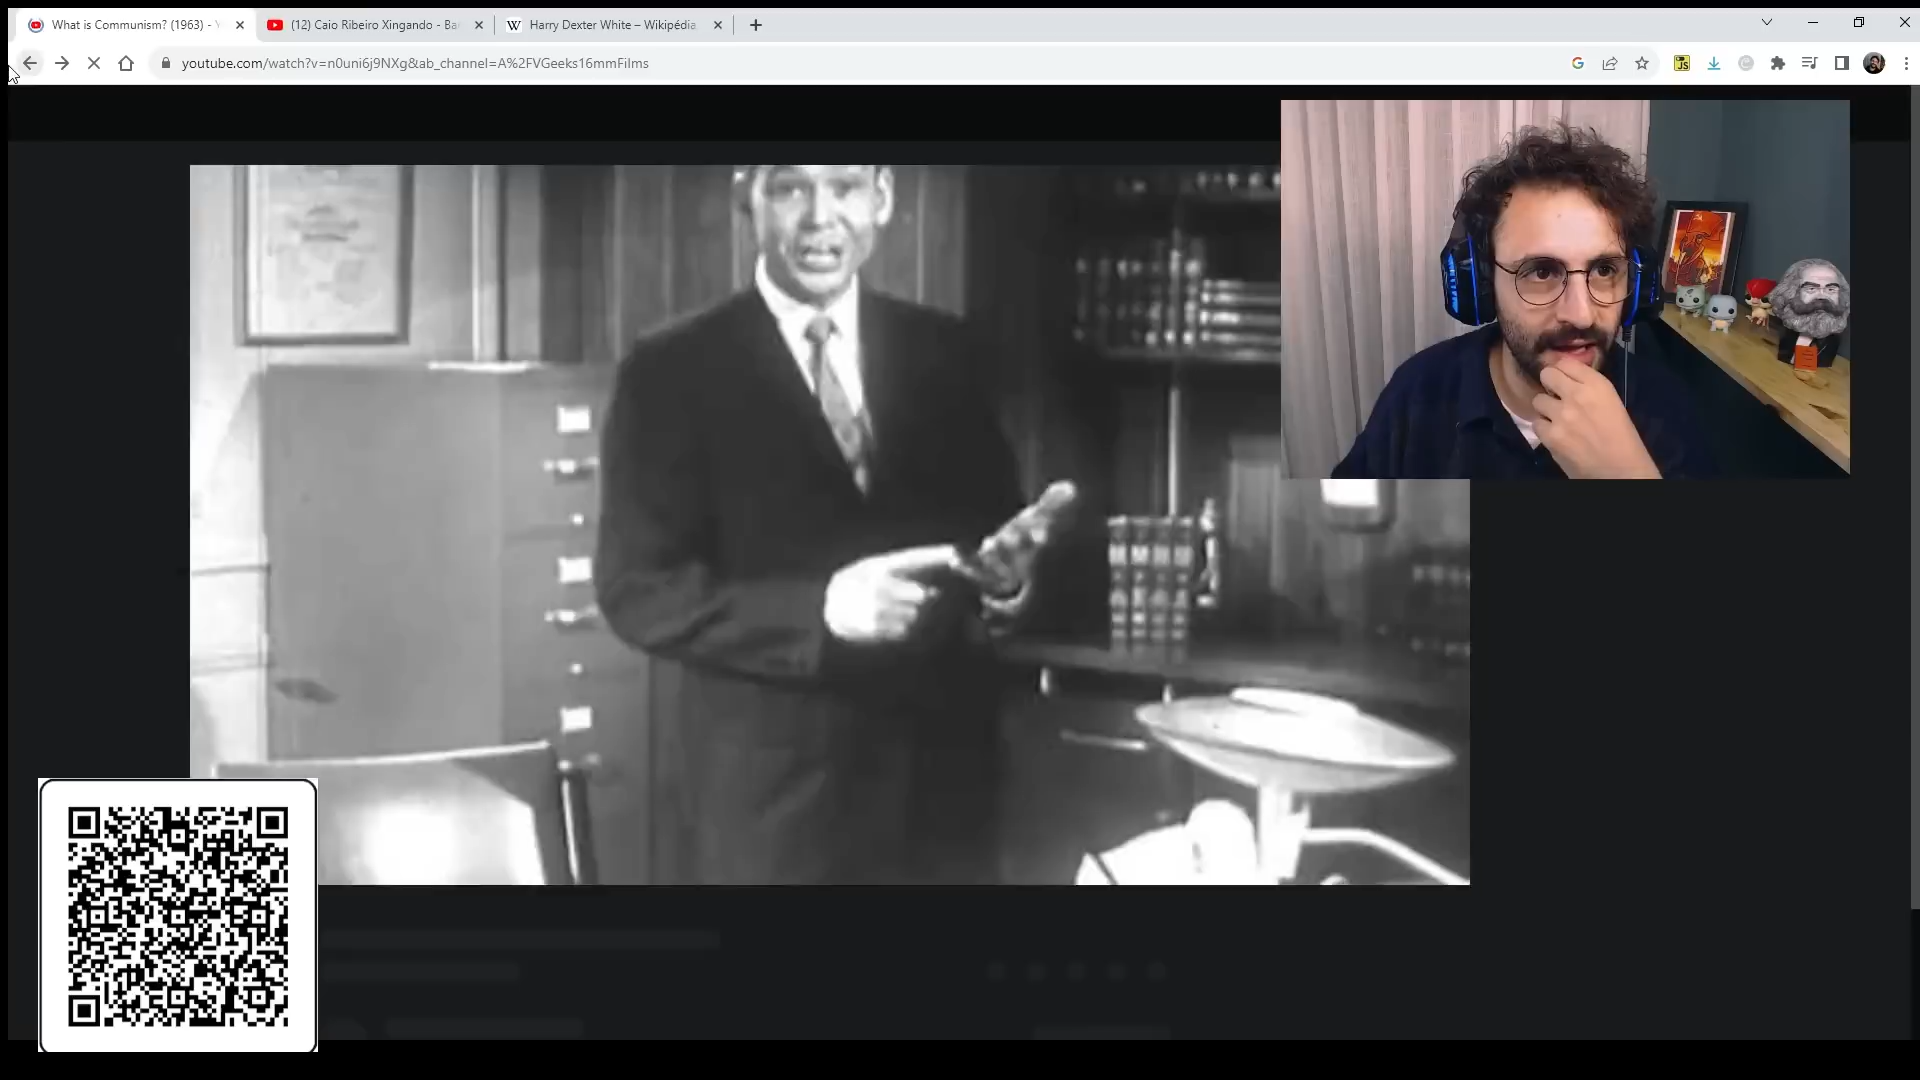 What is Communism? (1963) - Y
(12) Caio Ribeiro Xingando - Ba
W
Harry Dexter White – Wikipédia
youtube.com/watch?v=n0uni6j9NXg&ab_channel=A%2FVGeeks16mmFilms
G
JS